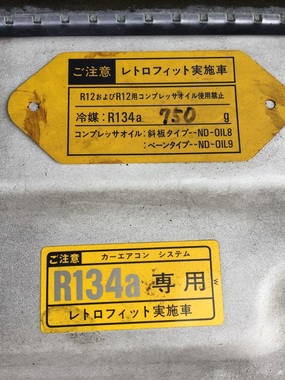 ご注意 レトロフィット実施車
R12およびR12用コンプレッサオイル使用禁止
冷媒:R134a 750 g
コンプレッサオイル:斜板タイプ--ND-OIL8
:ベーンタイプ--ND-OIL9
ご注意 カーエアコン システム
R134a 専用
レトロフィット実施車